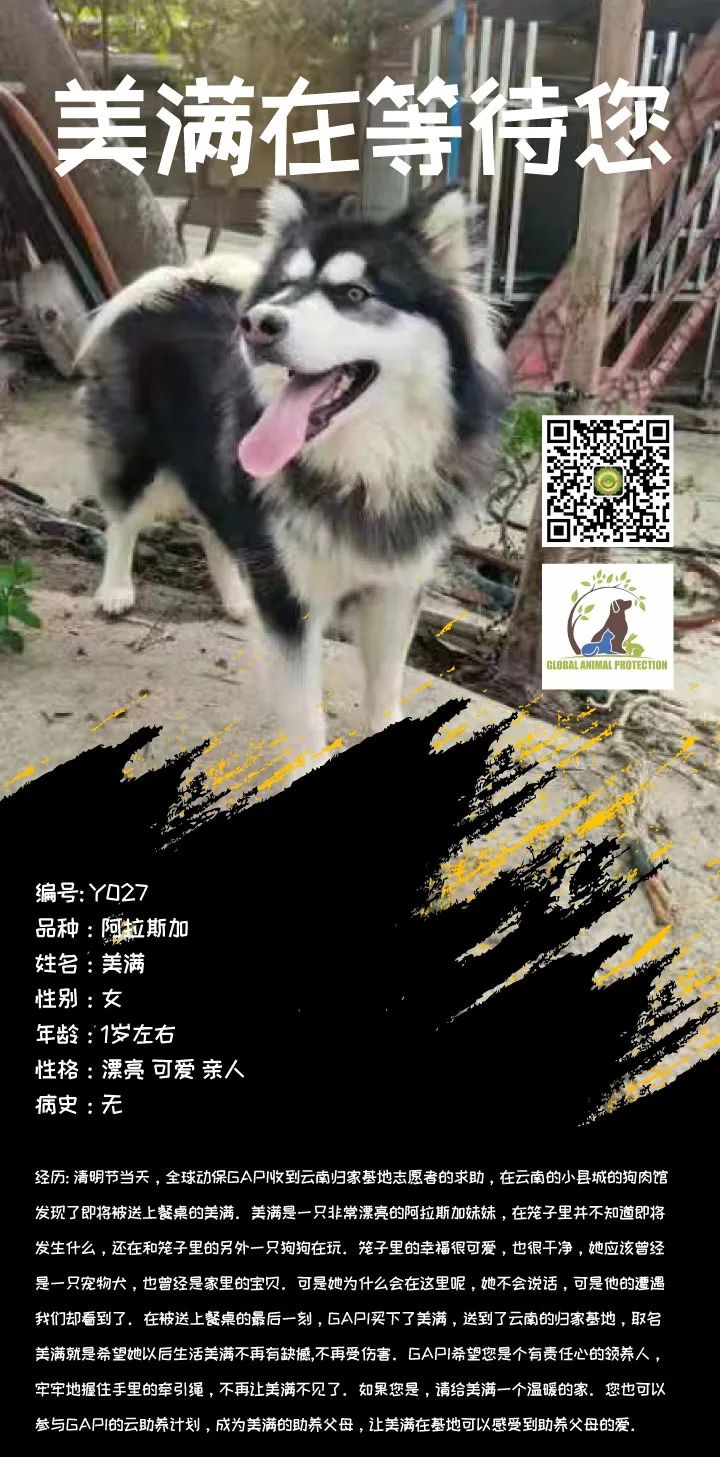 美满在等待您
GLOBAL ANIMAL PROTECTION
编号: Y027
品种：阿拉斯加
姓名：美满
性别：女
年龄：1岁左右
性格：漂亮 可爱 亲人
病史：无
经历: 清明节当天，全球动保GAPI收到云南归家基地志愿者的求助，在云南的小县城的狗肉馆
发现了即将被送上餐桌的美满．美满是一只非常漂亮的阿拉斯加妹妹，在笼子里并不知道即将
发生什么，还在和笼子里的另外一只狗狗在玩．笼子里的幸福很可爱，也很干净，她应该曾经
是一只宠物犬，也曾经是家里的宝贝．可是她为什么会在这里呢，她不会说话，可是他的遭遇
我们却看到了．在被送上餐桌的最后一刻，GAPI买下了美满，送到了云南的归家基地，取名
美满就是希望她以后生活美满不再有缺憾,不再受伤害．GAPI希望您是个有责任心的领养人，
牢牢地握住手里的牵引绳，不再让美满不见了．如果您是，请给美满一个温暖的家．您也可以
参与GAPI的云助养计划，成为美满的助养父母，让美满在基地可以感受到助养父母的爱．